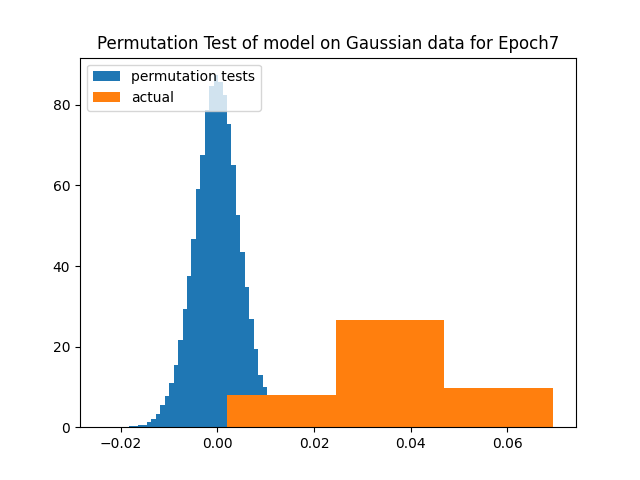 Permutation Test of model on Gaussian data for Epoch7
permutation tests
actual
80
60
40
20
0
−0.02 0.00 0.02 0.04 0.06